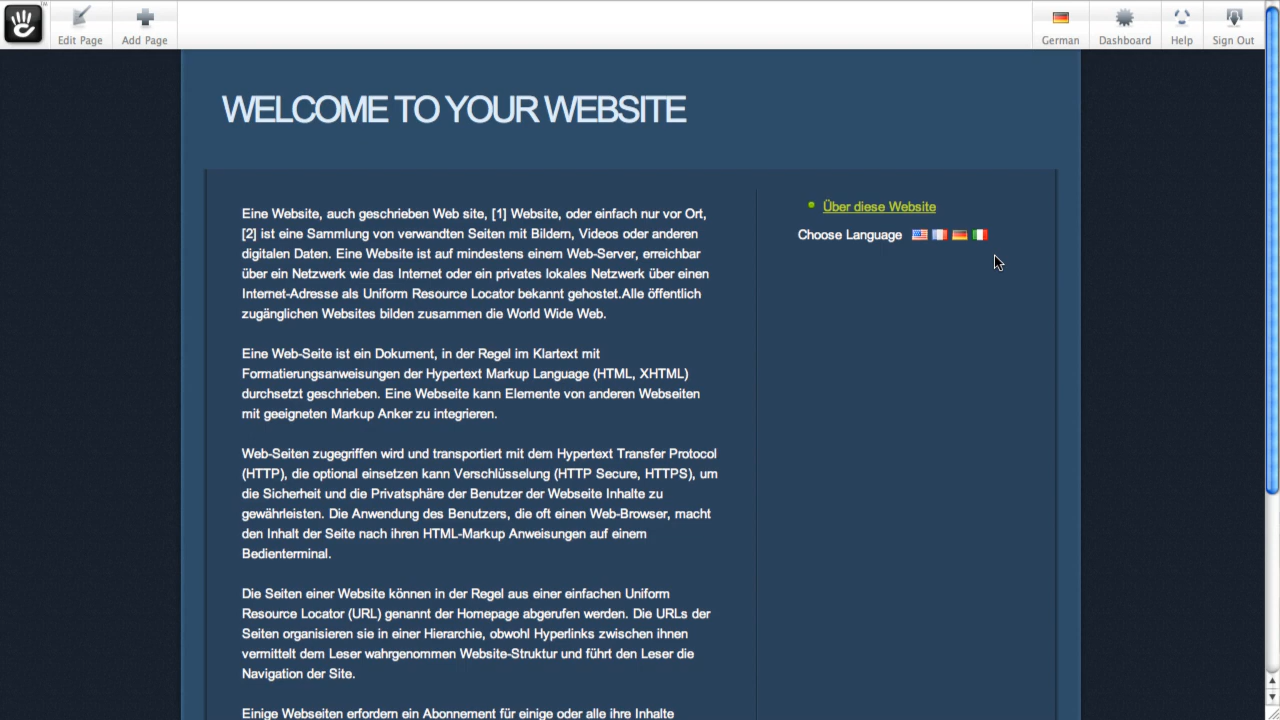 TM
Edit Page
Add Page
German
Dashboard
Help
Sign Out
WELCOME TO YOUR WEBSITE
Eine Website, auch geschrieben Web site, [1] Website, oder einfach nur vor Ort,
[2] ist eine Sammlung von verwandten Seiten mit Bildern, Videos oder anderen
digitalen Daten. Eine Website ist auf mindestens einem Web-Server, erreichbar
über ein Netzwerk wie das Internet oder ein privates lokales Netzwerk über einen
Internet-Adresse als Uniform Resource Locator bekannt gehostet.Alle öffentlich
zugänglichen Websites bilden zusammen die World Wide Web.
Eine Web-Seite ist ein Dokument, in der Regel im Klartext mit
Formatierungsanweisungen der Hypertext Markup Language (HTML, XHTML)
durchsetzt geschrieben. Eine Webseite kann Elemente von anderen Webseiten
mit geeigneten Markup Anker zu integrieren.
Web-Seiten zugegriffen wird und transportiert mit dem Hypertext Transfer Protocol
(HTTP), die optional einsetzen kann Verschlüsselung (HTTP Secure, HTTPS), um
die Sicherheit und die Privatsphäre der Benutzer der Webseite Inhalte zu
gewährleisten. Die Anwendung des Benutzers, die oft einen Web-Browser, macht
den Inhalt der Seite nach ihren HTML-Markup Anweisungen auf einem
Bedienterminal.
Die Seiten einer Website können in der Regel aus einer einfachen Uniform
Resource Locator (URL) genannt der Homepage abgerufen werden. Die URLs der
Seiten organisieren sie in einer Hierarchie, obwohl Hyperlinks zwischen ihnen
vermittelt dem Leser wahrgenommen Website-Struktur und führt den Leser die
Navigation der Site.
Einige Webseiten erfordern ein Abonnement für einige oder alle ihre Inhalte
Über diese Website
Choose Language